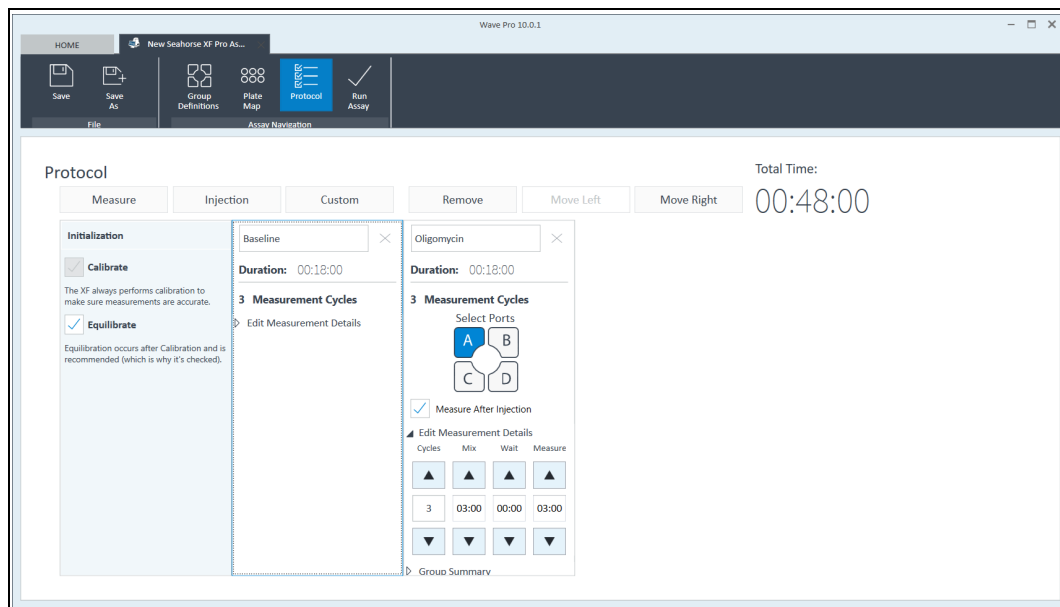 Wave Pro 10.0.1
HOME
New Seahorse XF Pro As...
Save
Save As
Group Definitions
Plate Map
Protocol
Run Assay
File
Assay Navigation
Protocol
Total Time:
00:48:00
Measure
Injection
Custom
Remove
Move Left
Move Right
Initialization
Calibrate
The XF always performs calibration to
make sure measurements are accurate.
Equilibrate
Equilibration occurs after Calibration and is
recommended (which is why it's checked).
Baseline
Duration: 00:18:00
3 Measurement Cycles
Edit Measurement Details
Oligomycin
Duration: 00:18:00
3 Measurement Cycles
Select Ports
A B
C D
Measure After Injection
Edit Measurement Details
Cycles Mix Wait Measure
3 03:00 00:00 03:00
Group Summary